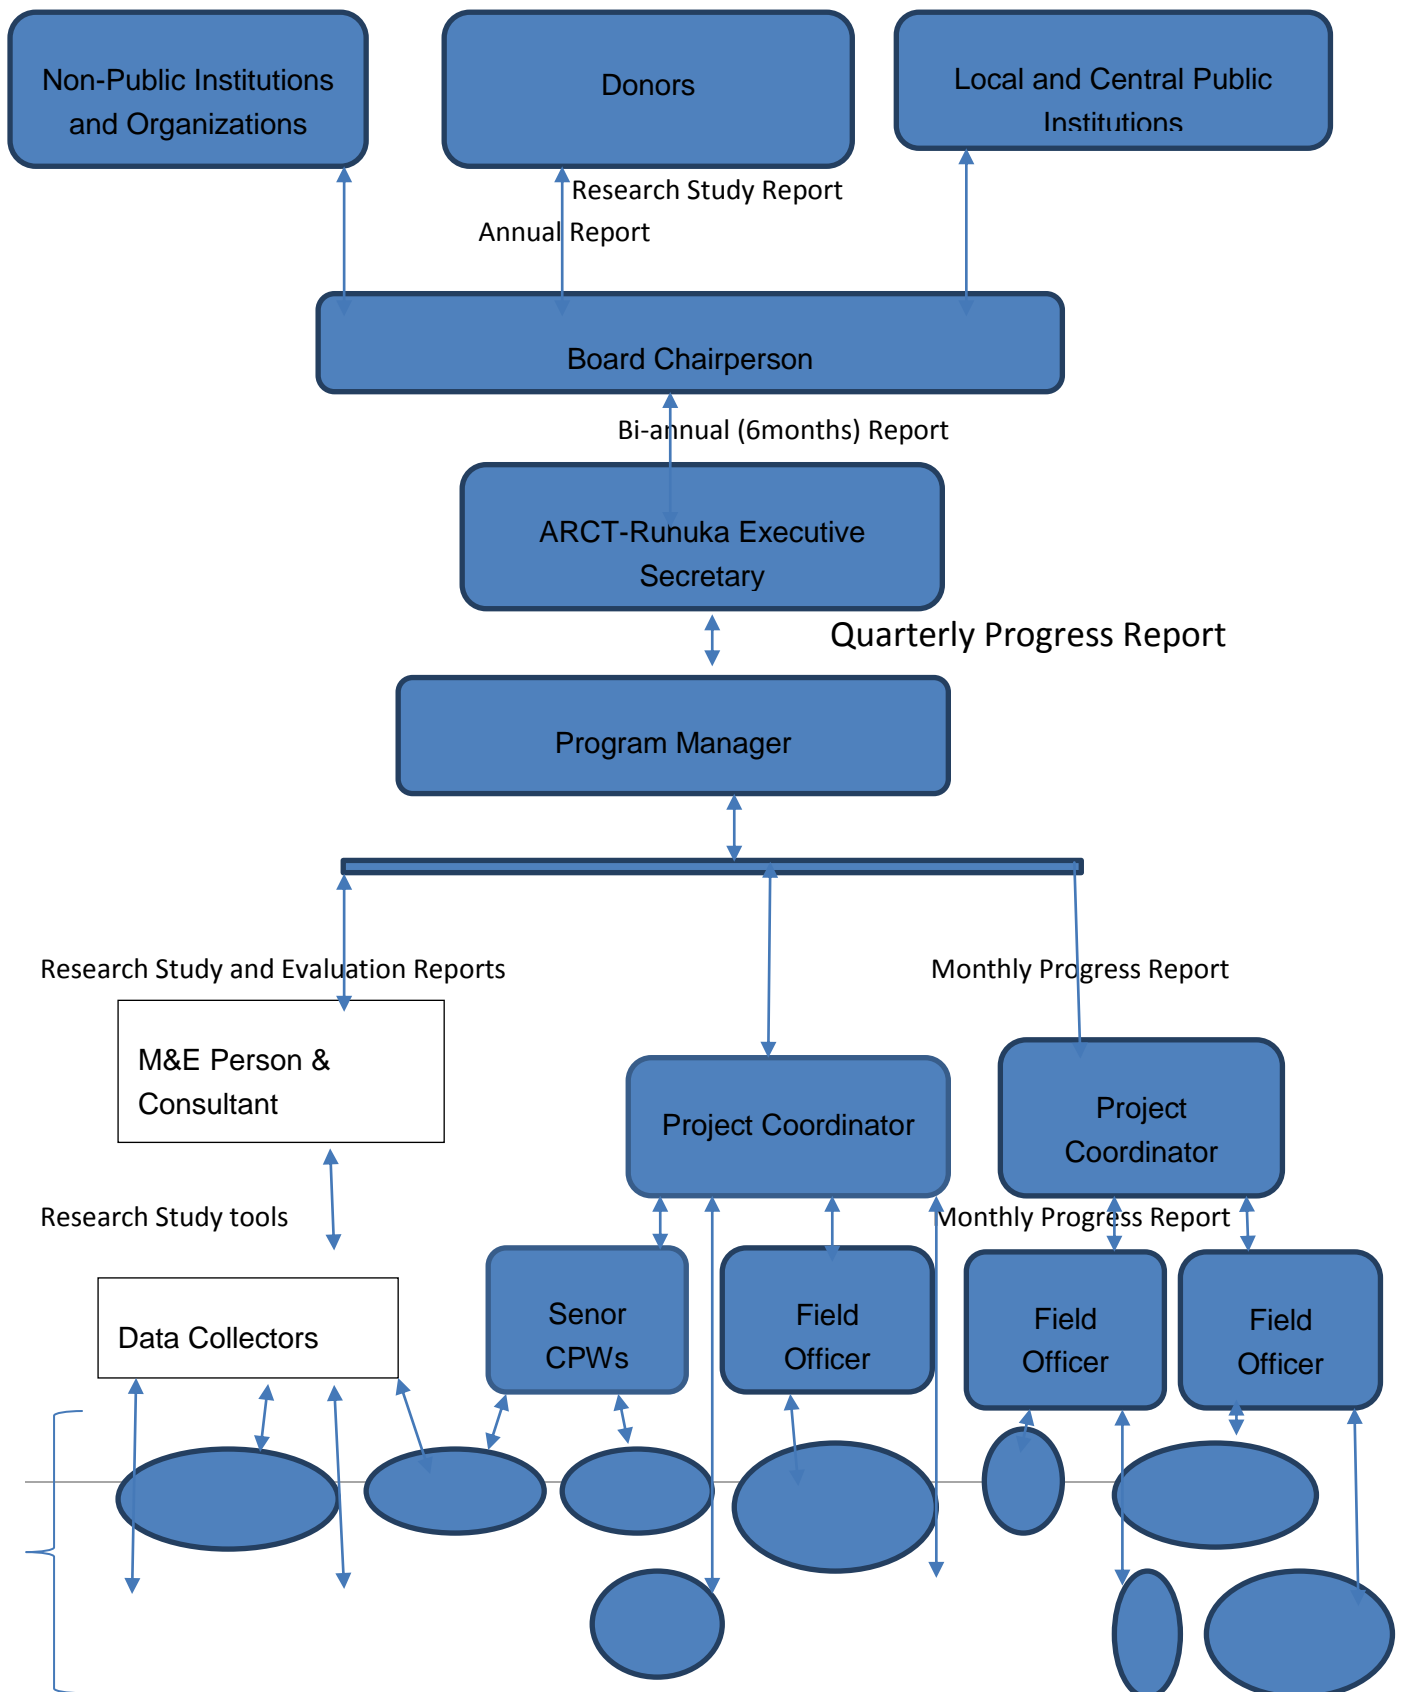 Non-Public Institutions
and Organizations
Donors
Local and Central Public
Institutions
Research Study Report
Annual Report
Board Chairperson
Bi-annual (6months) Report
ARCT-Runuka Executive
Secretary
Quarterly Progress Report
Program Manager
Research Study and Evaluation Reports
Monthly Progress Report
M&E Person &
Consultant
Project Coordinator
Project
Coordinator
Research Study tools
Monthly Progress Report
Data Collectors
Senor
CPWs
Field
Officer
Field
Officer
Field
Officer